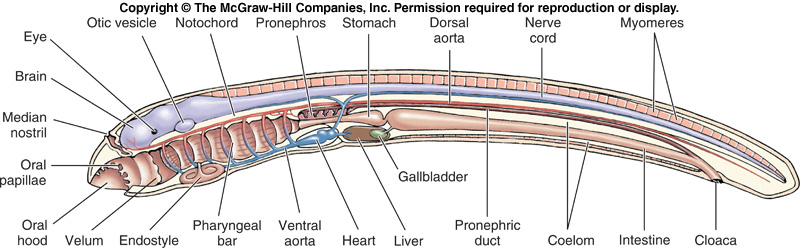 Copyright © The McGraw-Hill Companies, Inc. Permission required for reproduction or display.
Otic vesicle
Notochord
Pronephros
Stomach
Dorsal
aorta
Nerve
cord
Myomeres
Eye
Brain
Median
nostril
Oral
papillae
Oral
hood
Velum
Endostyle
Pharyngeal
bar
Ventral
aorta
Heart
Liver
Gallbladder
Pronephric
duct
Coelom
Intestine
Cloaca